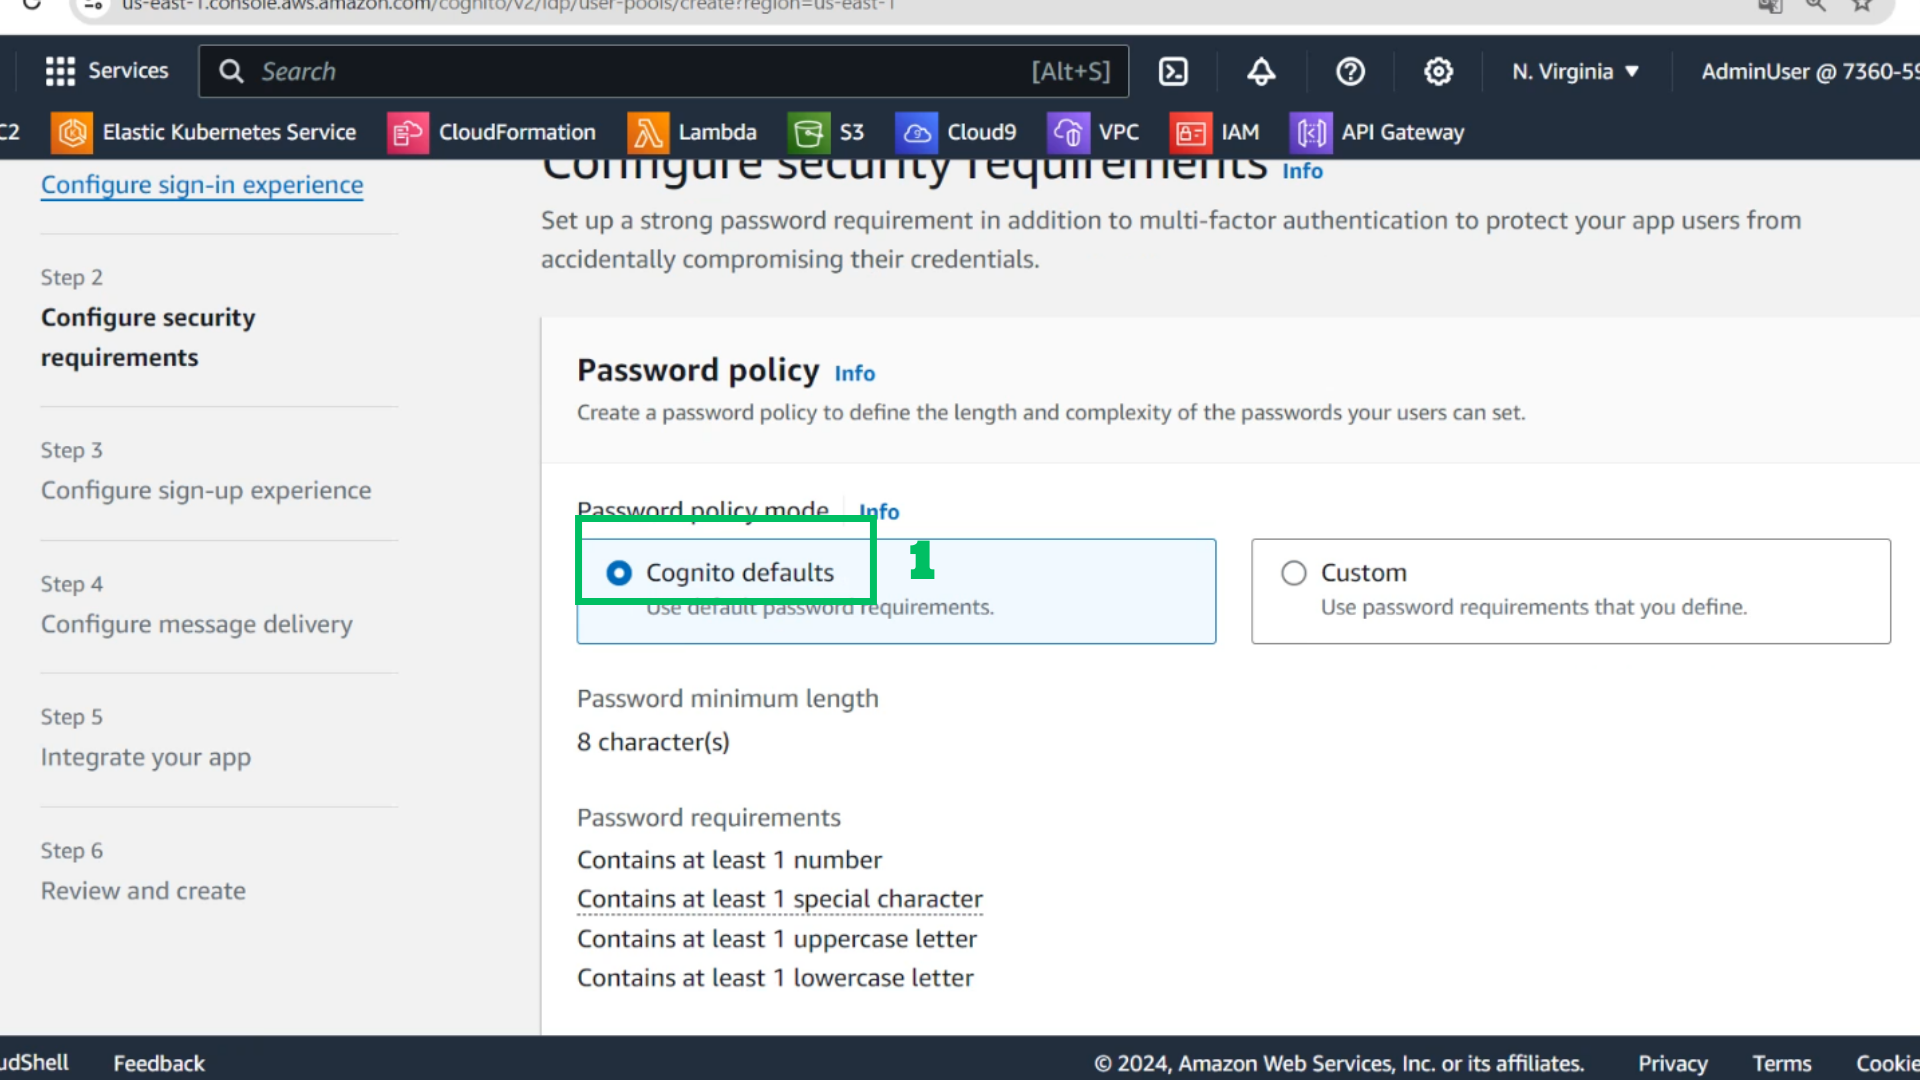 us-east-1.console.aws.amazon.com/cognito/v2/idp/user-pools/create?region=us-east-1
Services
Search
[Alt+S]
N. Virginia
AdminUser @ 7360-59
C2
Elastic Kubernetes Service
CloudFormation
Lambda
S3
Cloud9
VPC
IAM
API Gateway
Configure sign-in experience
Step 2
Configure security
requirements
Step 3
Configure sign-up experience
Step 4
Configure message delivery
Step 5
Integrate your app
Step 6
Review and create
Configure security requirements Info
Set up a strong password requirement in addition to multi-factor authentication to protect your app users from
accidentally compromising their credentials.
Password policy Info
Create a password policy to define the length and complexity of the passwords your users can set.
Password policy mode Info
Cognito defaults
1
Use default password requirements.
Custom
Use password requirements that you define.
Password minimum length
8 character(s)
Password requirements
Contains at least 1 number
Contains at least 1 special character
Contains at least 1 uppercase letter
Contains at least 1 lowercase letter
udShell
Feedback
© 2024, Amazon Web Services, Inc. or its affiliates.
Privacy
Terms
Cookie